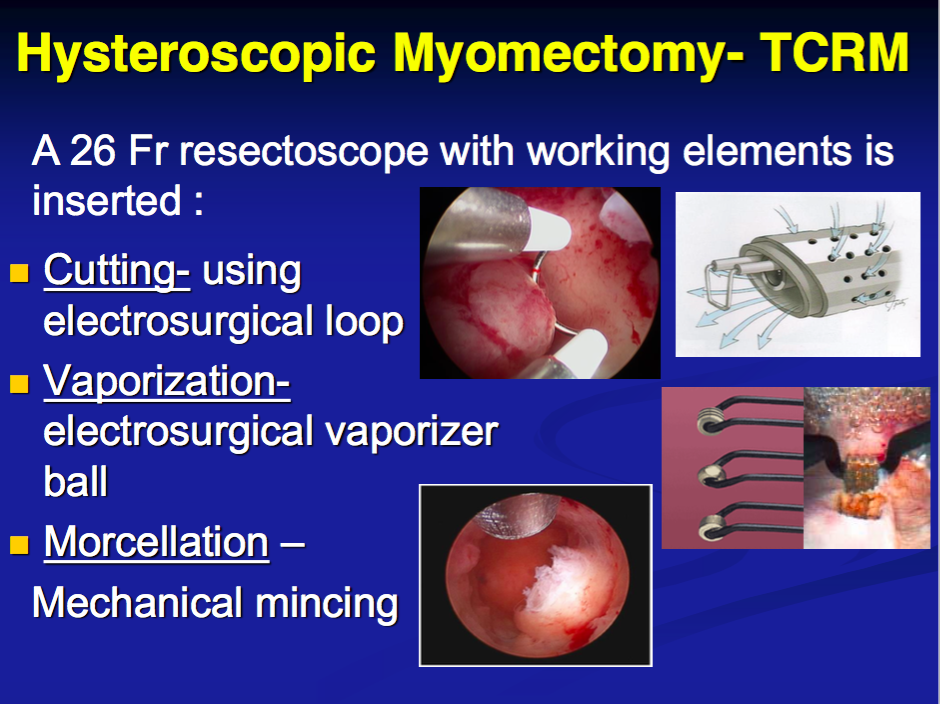 Hysteroscopic Myomectomy- TCRM
A 26 Fr resectoscope with working elements is
inserted :
Cutting- using
electrosurgical loop
Vaporization-
electrosurgical vaporizer
ball
Morcellation –
Mechanical mincing